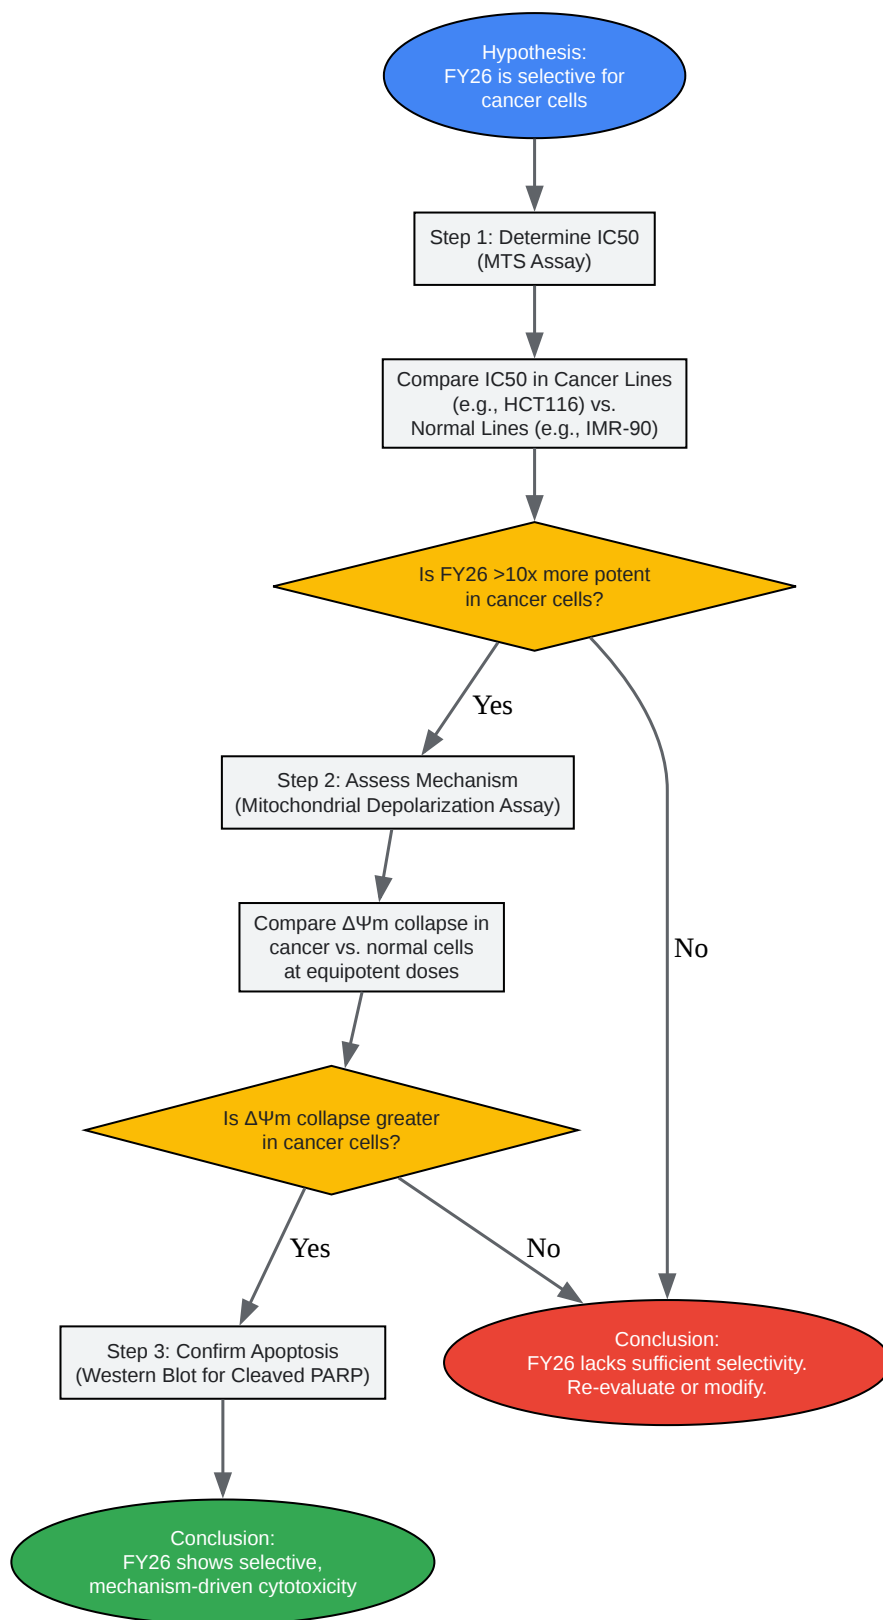 Hypothesis:
FY26 is selective for
cancer cells
Step 1: Determine IC50
(MTS Assay)
Compare IC50 in Cancer Lines
(e.g., HCT116) vs.
Normal Lines (e.g., IMR-90)
Is FY26 >10x more potent
in cancer cells?
Yes
Step 2: Assess Mechanism
(Mitochondrial Depolarization Assay)
Compare ΔΨm collapse in
cancer vs. normal cells
at equipotent doses
No
Is ΔΨm collapse greater
in cancer cells?
Yes
No
Step 3: Confirm Apoptosis
(Western Blot for Cleaved PARP)
Conclusion:
FY26 lacks sufficient selectivity.
Re-evaluate or modify.
Conclusion:
FY26 shows selective,
mechanism-driven cytotoxicity